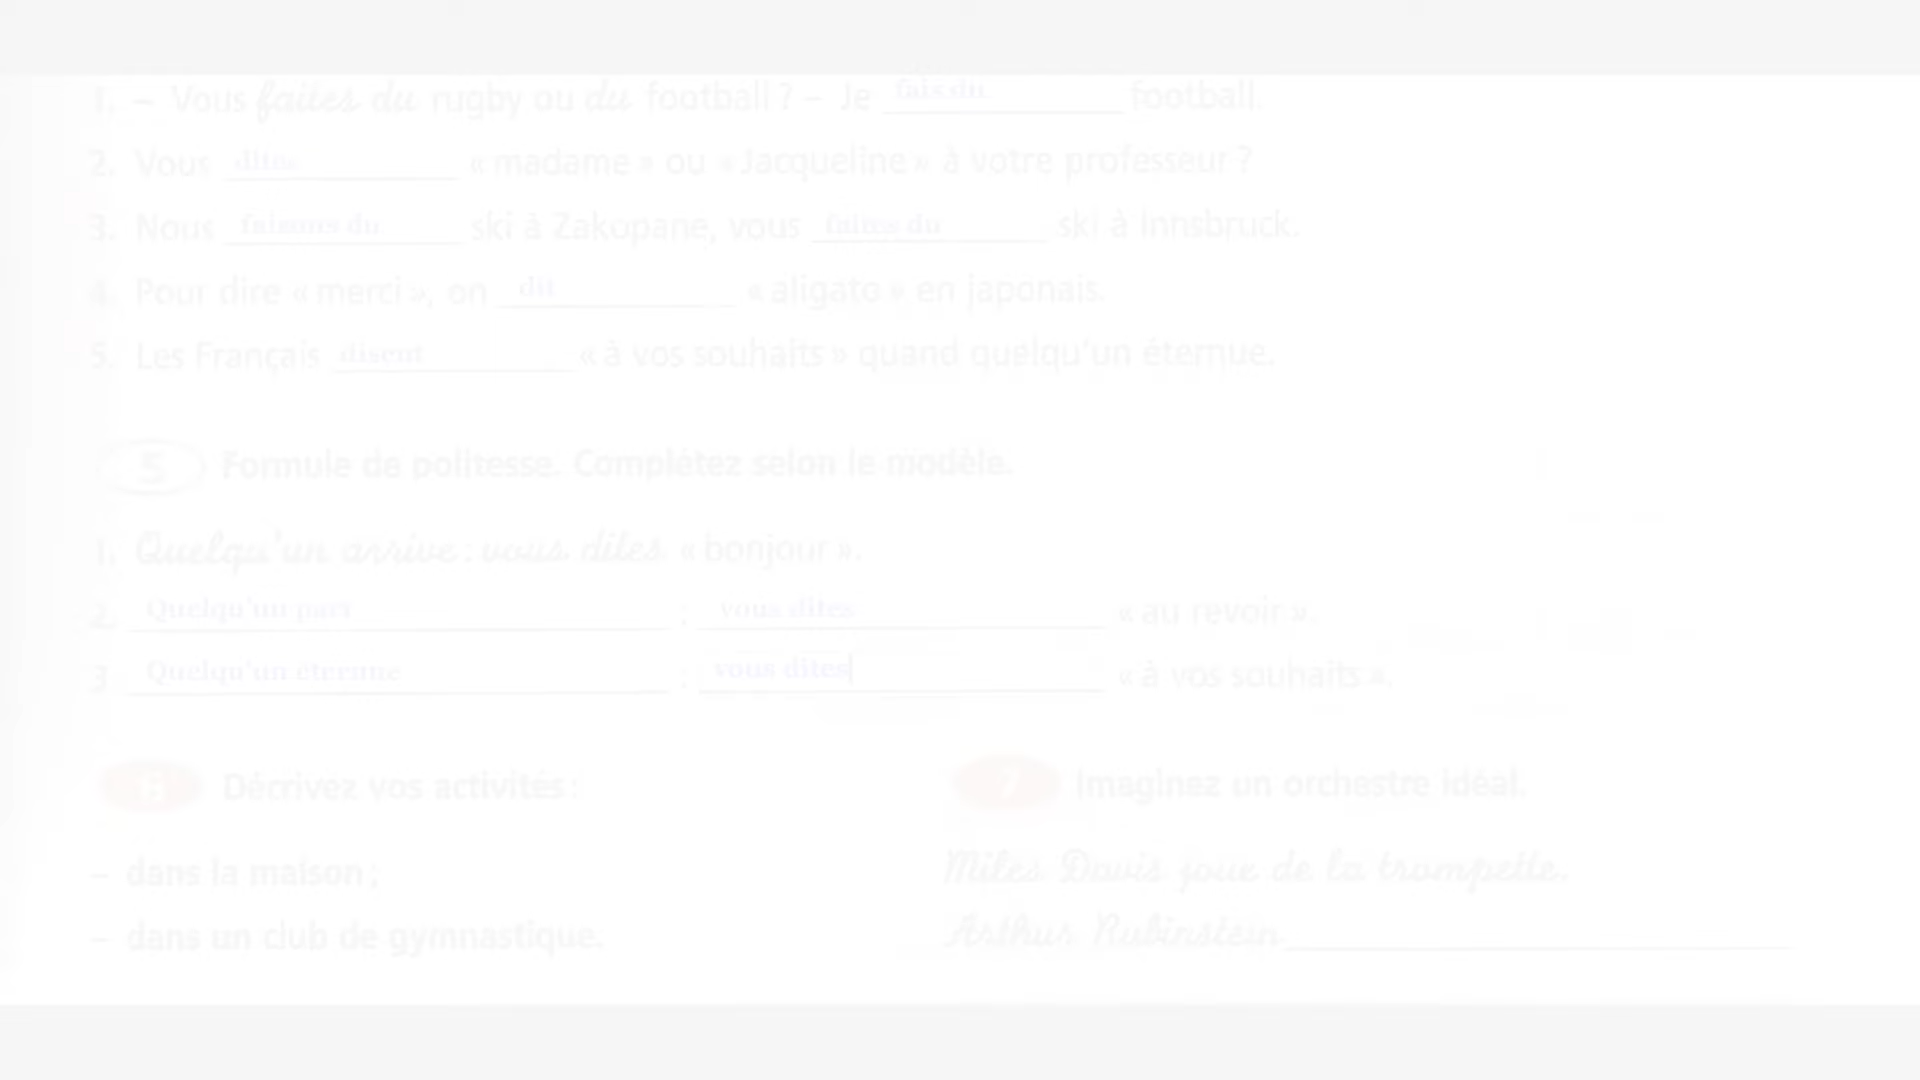 1. – Vous faites du rugby ou du football ? – Je fais du football.
2. Vous dites « madame » ou « Jacqueline » à votre professeur ?
3. Nous faisons du ski à Zakopane, vous faites du ski à Innsbruck.
4. Pour dire « merci », on dit « aligato » en japonais.
5. Les Français disent « à vos souhaits » quand quelqu'un éternue.
5 Formule de politesse. Complétez selon le modèle.
1. Quelqu'un arrive : vous dites « bonjour ».
2. Quelqu'un part : vous dites « au revoir ».
3 Quelqu'un éternue : vous dites « à vos souhaits ».
6 Décrivez vos activités :
– dans la maison ;
– dans un club de gymnastique.
7 Imaginez un orchestre idéal.
Miles Davis joue de la trompette.
Arthur Rubinstein